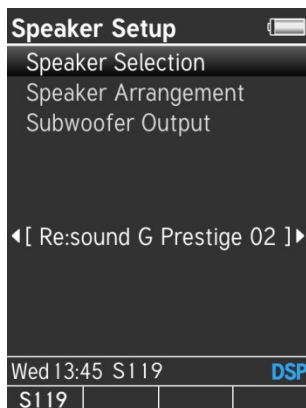 Speaker Setup
Speaker Selection
Speaker Arrangement
Subwoofer Output
[ Re:sound G Prestige 02 ]
Wed 13:45 S119 DSP
S119